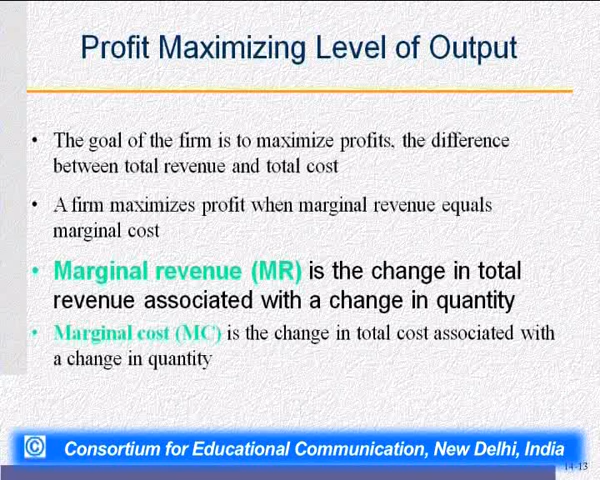 Profit Maximizing Level of Output
• The goal of the firm is to maximize profits, the difference
between total revenue and total cost
• A firm maximizes profit when marginal revenue equals
marginal cost
• Marginal revenue (MR) is the change in total
revenue associated with a change in quantity
• Marginal cost (MC) is the change in total cost associated with
a change in quantity
© Consortium for Educational Communication, New Delhi, India
14-13